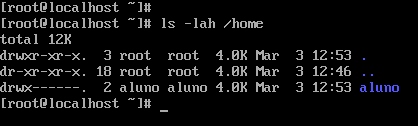 [root@localhost ~]#
[root@localhost ~]# ls -lah /home
total 12K
drwxr-xr-x.  3 root  root  4.0K Mar  3 12:53 .
dr-xr-xr-x. 18 root  root  4.0K Mar  3 12:46 ..
drwx------.  2 aluno aluno 4.0K Mar  3 12:53 aluno
[root@localhost ~]# _